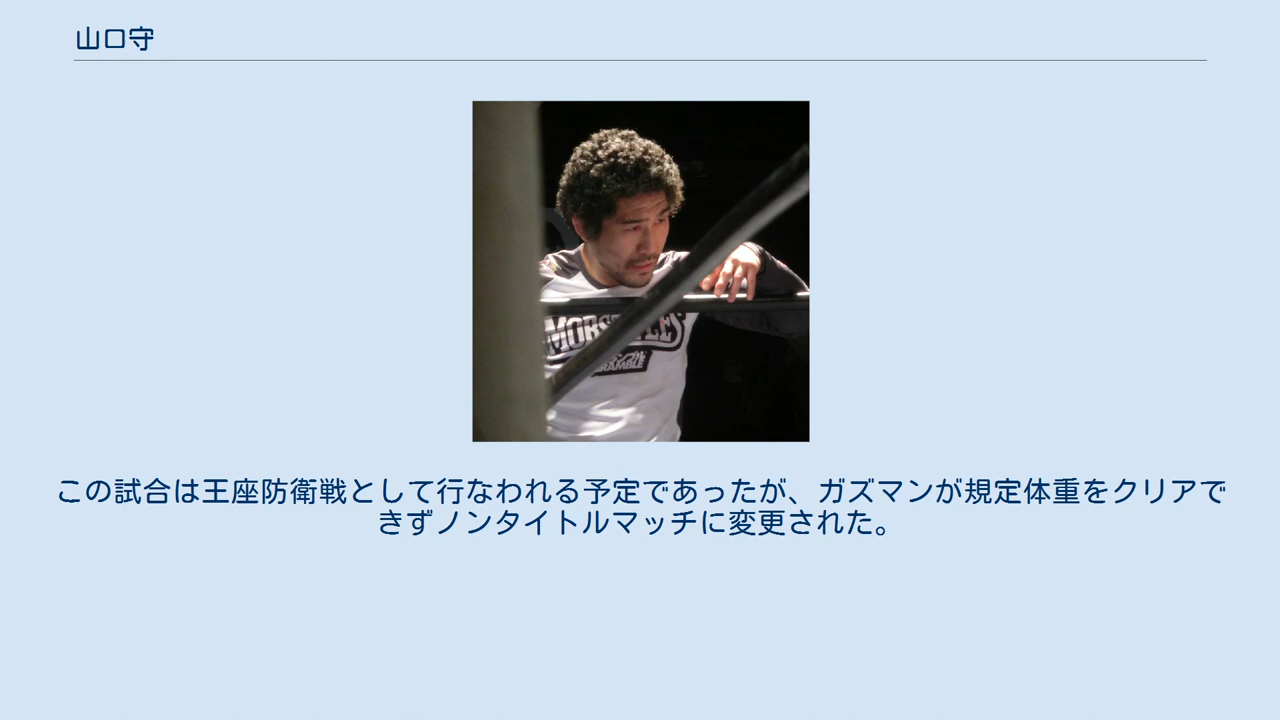 山口守
この試合は王座防衛戦として行なわれる予定であったが、ガズマンが規定体重をクリアで
きずノンタイトルマッチに変更された。